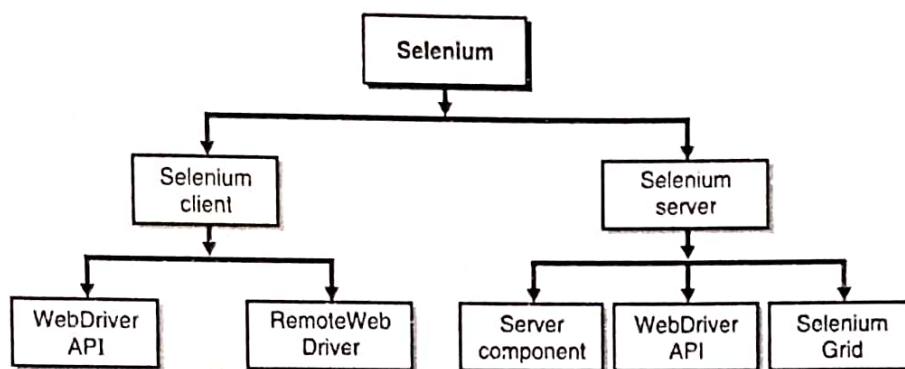 Selenium
Selenium
client
Selenium
server
WebDriver
API
RemoteWeb
Driver
Server
component
WebDriver
API
Selenium
Grid